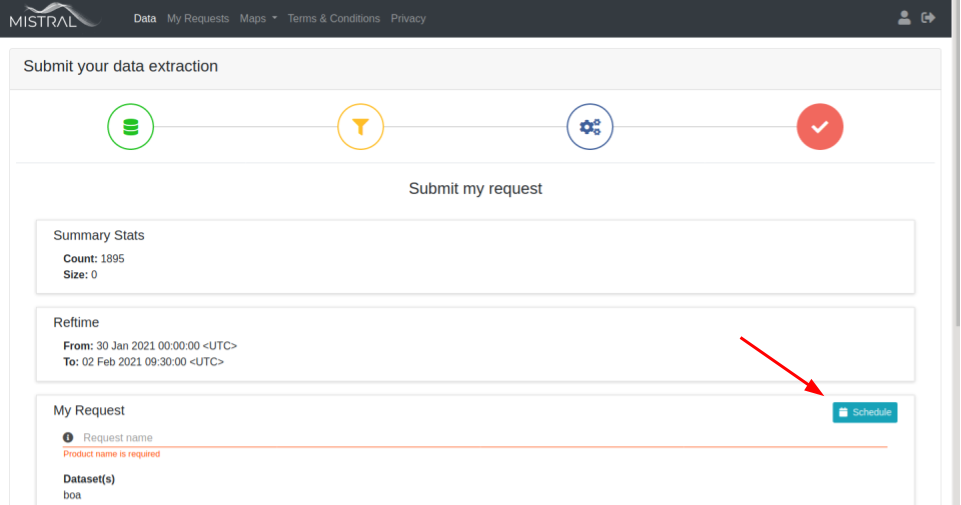 MISTRAL Data My Requests Maps Terms & Conditions Privacy
Submit your data extraction
Submit my request
Summary Stats
Count: 1895
Size: 0
Reftime
From: 30 Jan 2021 00:00:00 <UTC>
To: 02 Feb 2021 09:30:00 <UTC>
My Request Schedule
Request name
Product name is required
Dataset(s)
boa